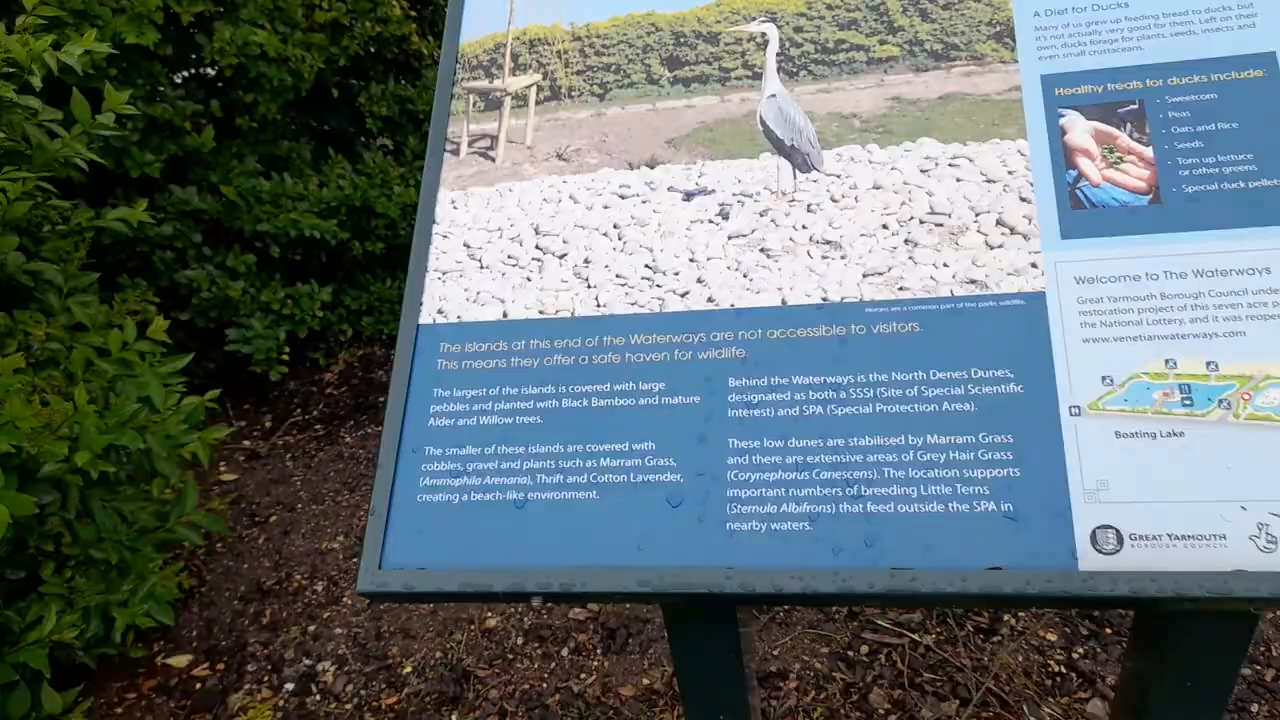 Herons are a common part of the parks wildlife.
The islands at this end of the Waterways are not accessible to visitors.
This means they offer a safe haven for wildlife.
The largest of the islands is covered with large
pebbles and planted with Black Bamboo and mature
Alder and Willow trees.
The smaller of these islands are covered with
cobbles, gravel and plants such as Marram Grass,
(Ammophila Arenaria), Thrift and Cotton Lavender,
creating a beach-like environment.
Behind the Waterways is the North Denes Dunes,
designated as both a SSSI (Site of Special Scientific
Interest) and SPA (Special Protection Area).
These low dunes are stabilised by Marram Grass
and there are extensive areas of Grey Hair Grass
(Corynephorus Canescens). The location supports
important numbers of breeding Little Terns
(Sternula Albifrons) that feed outside the SPA in
nearby waters.
A Diet for Ducks
Many of us grew up feeding bread to ducks, but
it's not actually very good for them. Left on their
own, ducks forage for plants, seeds, insects and
even small crustaceans.
Healthy treats for ducks include:
• Sweetcorn
• Peas
• Oats and Rice
• Seeds
• Torn up lettuce
or other greens
• Special duck pellets
Welcome to The Waterways
Great Yarmouth Borough Council unde
restoration project of this seven acre p
the National Lottery, and it was reope
www.venetianwaterways.com
Boating Lake
GREAT YARMOUTH
BOROUGH COUNCIL